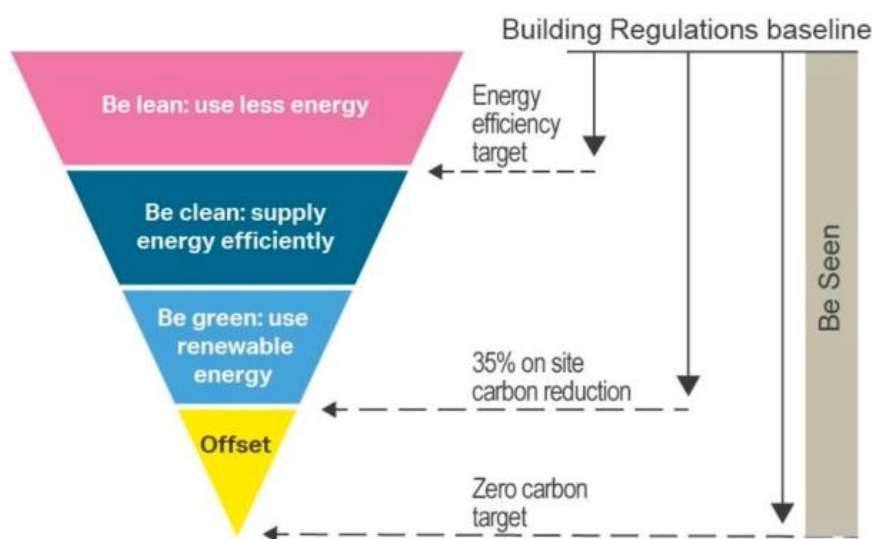 Building Regulations baseline
Be lean: use less energy
Energy
efficiency
target
Be clean: supply
energy efficiently
Be green: use
renewable
energy
35% on site
carbon reduction
Offset
Zero carbon
target
Be Seen